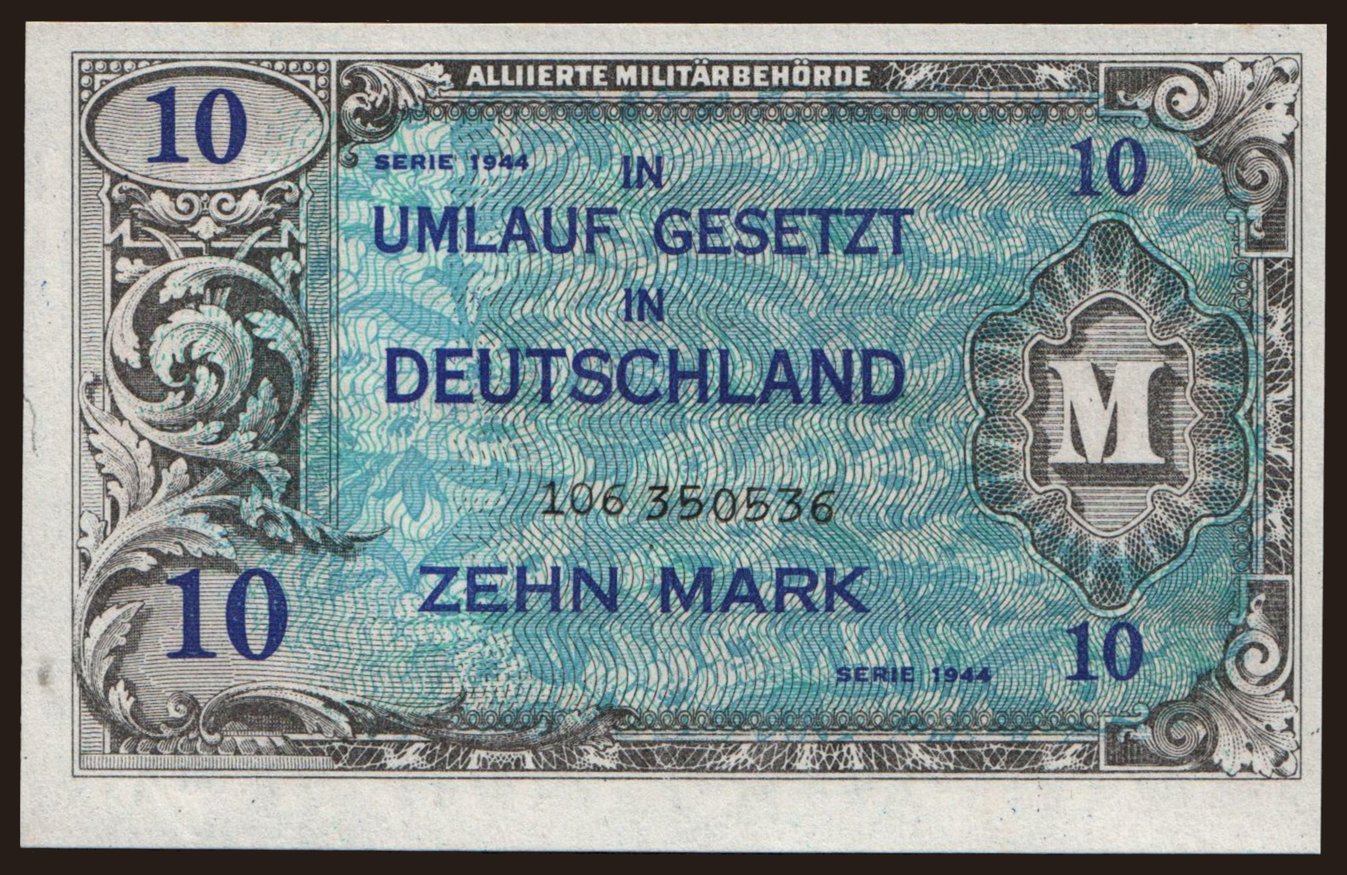 ALLIIERTE MILITÄRBEHÖRDE
10
SERIE 1944
IN
10
UMLAUF GESETZT
IN
DEUTSCHLAND
M
106 350536
10
ZEHN MARK
SERIE 1944
10